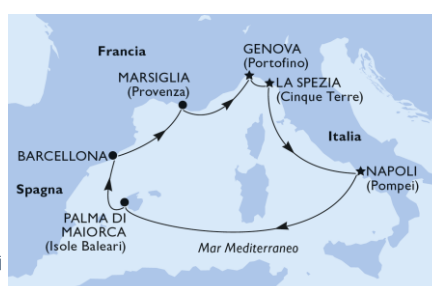 Francia
GENOVA
(Portofino)
MARSIGLIA
(Provenza)
LA SPEZIA
(Cinque Terre)
Italia
BARCELLONA
NAPOLI
(Pompei)
Spagna
PALMA DI
MAIORCA
(Isole Baleari)
Mar Mediterraneo